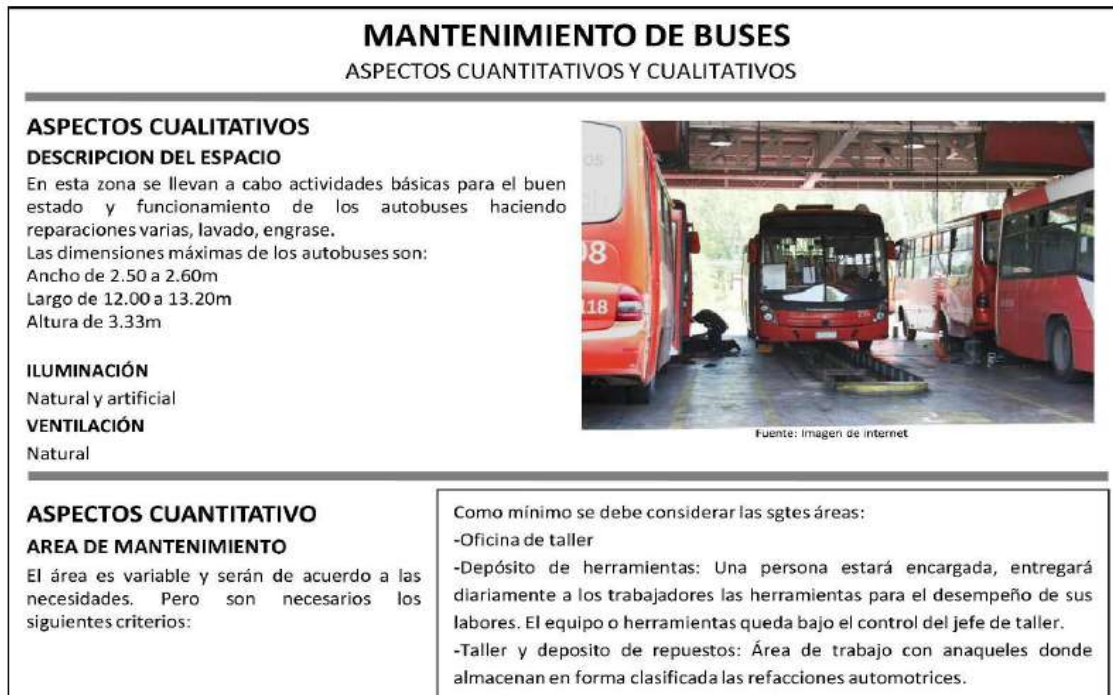 MANTENIMIENTO DE BUSES
ASPECTOS CUANTITATIVOS Y CUALITATIVOS
ASPECTOS CUALITATIVOS
DESCRIPCION DEL ESPACIO
En esta zona se llevan a cabo actividades básicas para el buen
estado y funcionamiento de los autobuses haciendo
reparaciones varias, lavado, engrase.
Las dimensiones máximas de los autobuses son:
Ancho de 2.50 a 2.60m
Largo de 12.00 a 13.20m
Altura de 3.33m
ILUMINACIÓN
Natural y artificial
VENTILACIÓN
Natural
118
Fuente: Imagen de internet
ASPECTOS CUANTITATIVO
AREA DE MANTENIMIENTO
El área es variable y serán de acuerdo a las
necesidades. Pero son necesarios los
siguientes criterios:
Como mínimo se debe considerar las sgtes áreas:
-Oficina de taller
-Depósito de herramientas: Una persona estará encargada, entregará
diariamente a los trabajadores las herramientas para el desempeño de sus
labores. El equipo o herramientas queda bajo el control del jefe de taller.
-Taller y deposito de repuestos: Área de trabajo con anaqueles donde
almacenan en forma clasificada las refacciones automotrices.